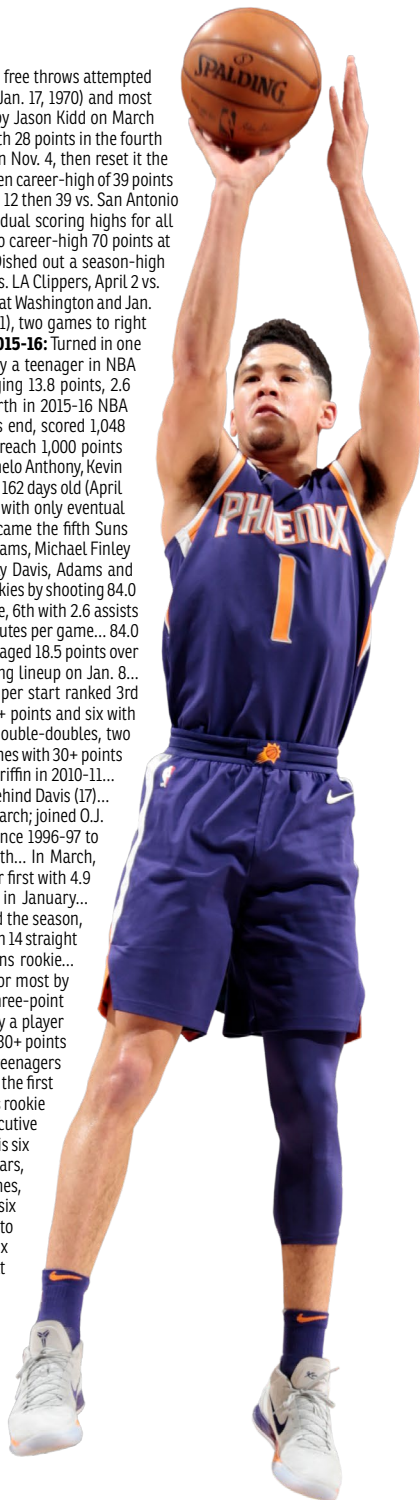 SPALDING
free throws attempted
Jan. 17, 1970) and most
by Jason Kidd on March
th 28 points in the fourth
n Nov. 4, then reset it the
en career-high of 39 points
12 then 39 vs. San Antonio
dual scoring highs for all
o career-high 70 points at
Dished out a season-high
s. LA Clippers, April 2 vs.
at Washington and Jan.
1), two games to right
015-16: Turned in one
y a teenager in NBA
ging 13.8 points, 2.6
rth in 2015-16 NBA
s end, scored 1,048
reach 1,000 points
nelo Anthony, Kevin
162 days old (April
with only eventual
came the fifth Suns
ams, Michael Finley
y Davis, Adams and
kies by shooting 84.0
e, 6th with 2.6 assists
utes per game... 84.0
aged 18.5 points over
ng lineup on Jan. 8...
per start ranked 3rd
+ points and six with
ouble-doubles, two
nes with 30+ points
riffin in 2010-11...
ehind Davis (17)...
arch; joined O.J.
nce 1996-97 to
th... In March,
r first with 4.9
in January...
d the season,
n 14 straight
ns rookie...
or most by
hree-point
y a player
30+ points
eenagers
the first
s rookie
cutive
is six
ars,
nes,
six
to
x
t
PHOENIX
1